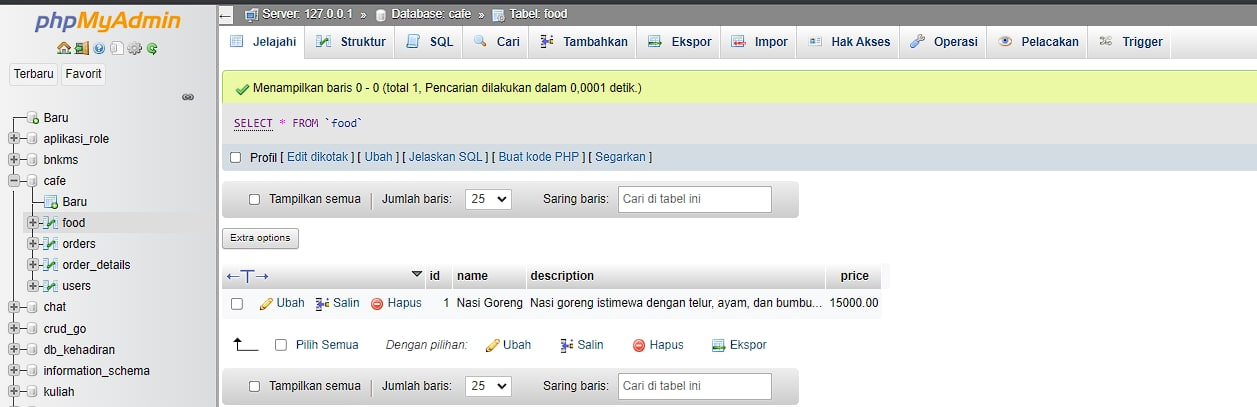 phpMyAdmin
Terbaru Favorit
Baru
aplikasi_role
bnkms
cafe
Baru
food
orders
order_details
users
chat
crud_go
db_kehadiran
information_schema
kuliah
Server: 127.0.0.1 » Database: cafe » Tabel: food
Jelajahi Struktur SQL Cari Tambahkan Ekspor Impor Hak Akses Operasi Pelacakan Trigger
Menampilkan baris 0 - 0 (total 1, Pencarian dilakukan dalam 0,0001 detik.)
SELECT * FROM `food`
Profil [ Edit dikotak ] [ Ubah ] [ Jelaskan SQL ] [ Buat kode PHP ] [ Segarkan ]
Tampilkan semua Jumlah baris: 25 Saring baris: Cari di tabel ini
Extra options
←T→ id name description price
Ubah Salin Hapus 1 Nasi Goreng Nasi goreng istimewa dengan telur, ayam, dan bumbu... 15000.00
Pilih Semua Dengan pilihan: Ubah Salin Hapus Ekspor
Tampilkan semua Jumlah baris: 25 Saring baris: Cari di tabel ini